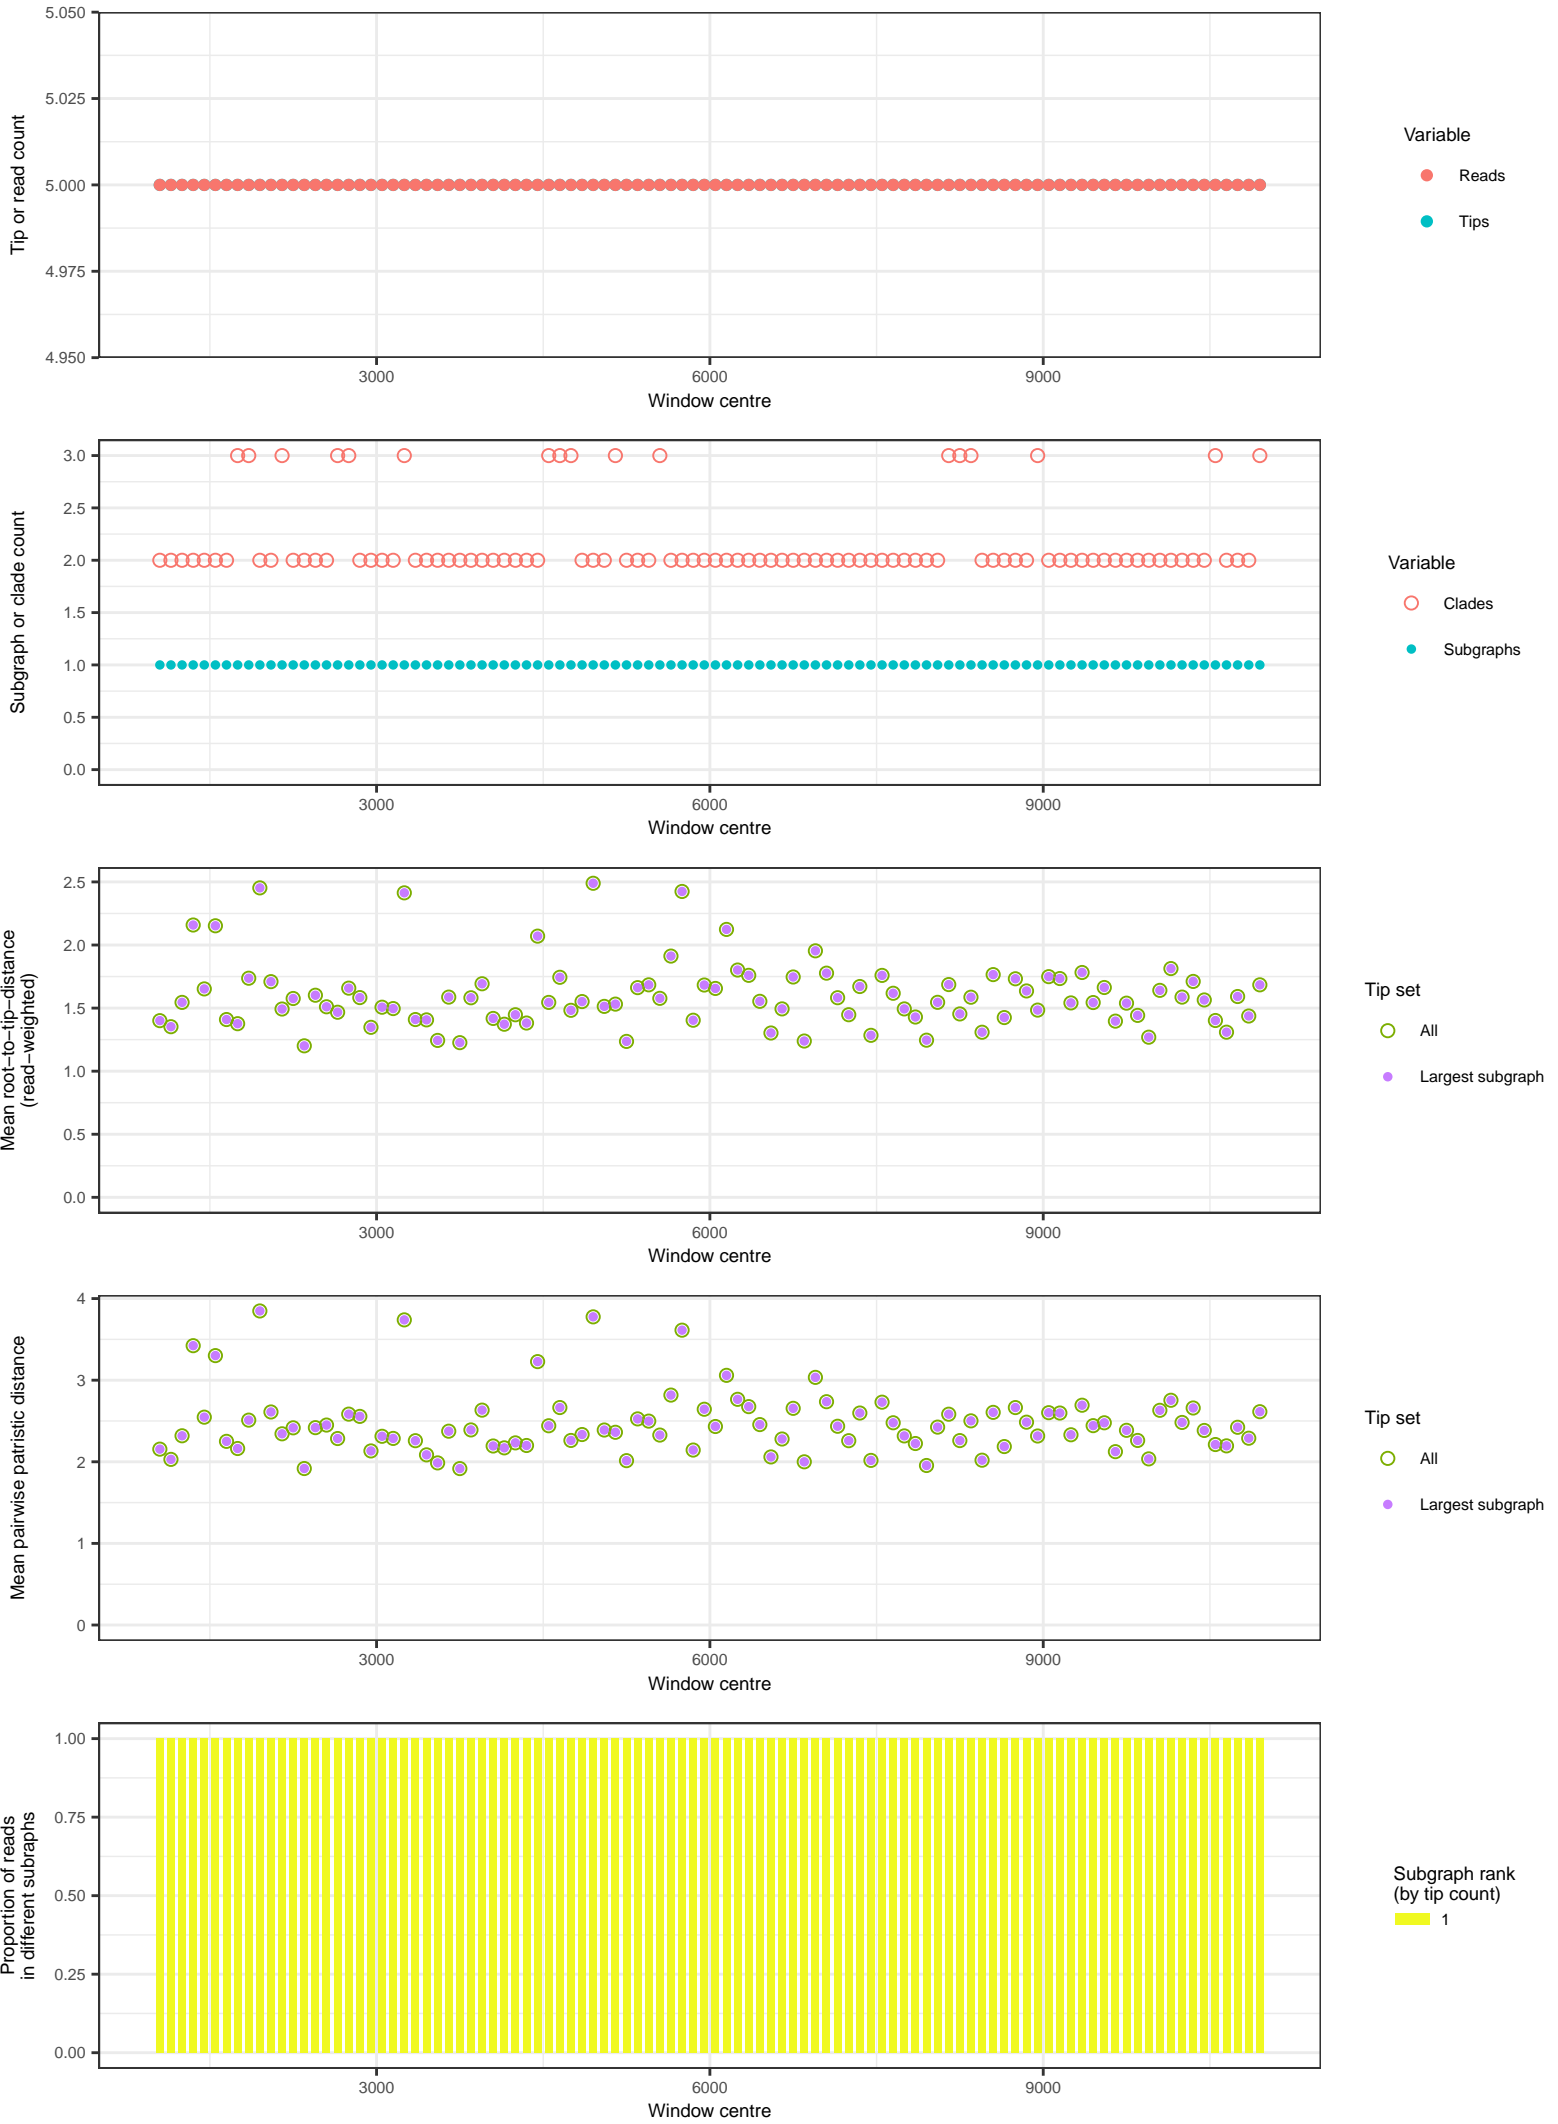 5.050
5.025
5.000
4.975
4.950
Tip or read count
3000 6000 9000
Window centre
Variable
Reads
Tips
3.0
2.5
2.0
1.5
1.0
0.5
0.0
Subgraph or clade count
3000 6000 9000
Window centre
Variable
Clades
Subgraphs
2.5
2.0
1.5
1.0
0.5
0.0
Mean root−to−tip−distance
(read−weighted)
3000 6000 9000
Window centre
Tip set
All
Largest subgraph
4
3
2
1
0
Mean pairwise patristic distance
3000 6000 9000
Window centre
Tip set
All
Largest subgraph
1.00
0.75
0.50
0.25
0.00
Proportion of reads
in different subraphs
3000 6000 9000
Window centre
Subgraph rank
(by tip count)
1